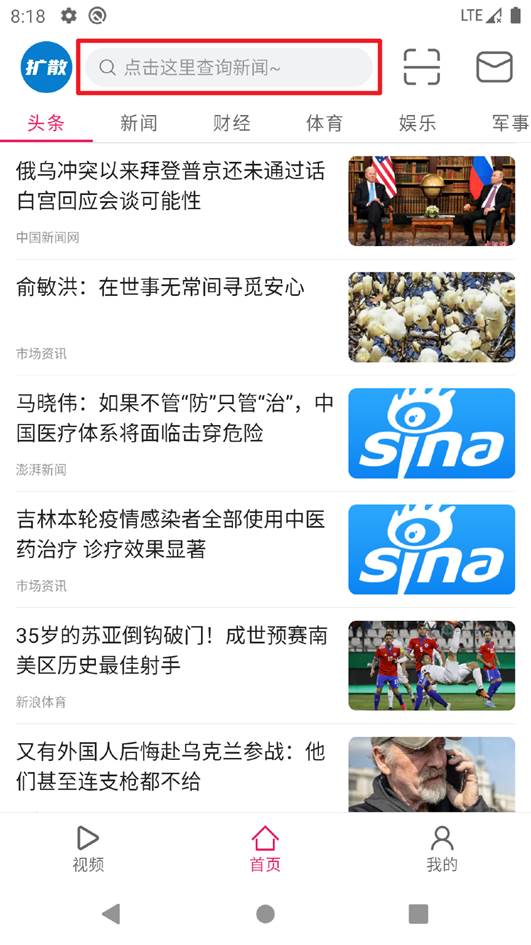 8:18
LTE
扩散
点击这里查询新闻~
头条 新闻 财经 体育 娱乐 军事
俄乌冲突以来拜登普京还未通过话
白宫回应会谈可能性
中国新闻网
俞敏洪：在世事无常间寻觅安心
市场资讯
马晓伟：如果不管“防”只管“治”，中
国医疗体系将面临击穿危险
澎湃新闻
sina
吉林本轮疫情感染者全部使用中医
药治疗 诊疗效果显著
市场资讯
sina
35岁的苏亚倒钩破门！成世预赛南
美区历史最佳射手
新浪体育
又有外国人后悔赴乌克兰参战：他
们甚至连支枪都不给
视频 首页 我的